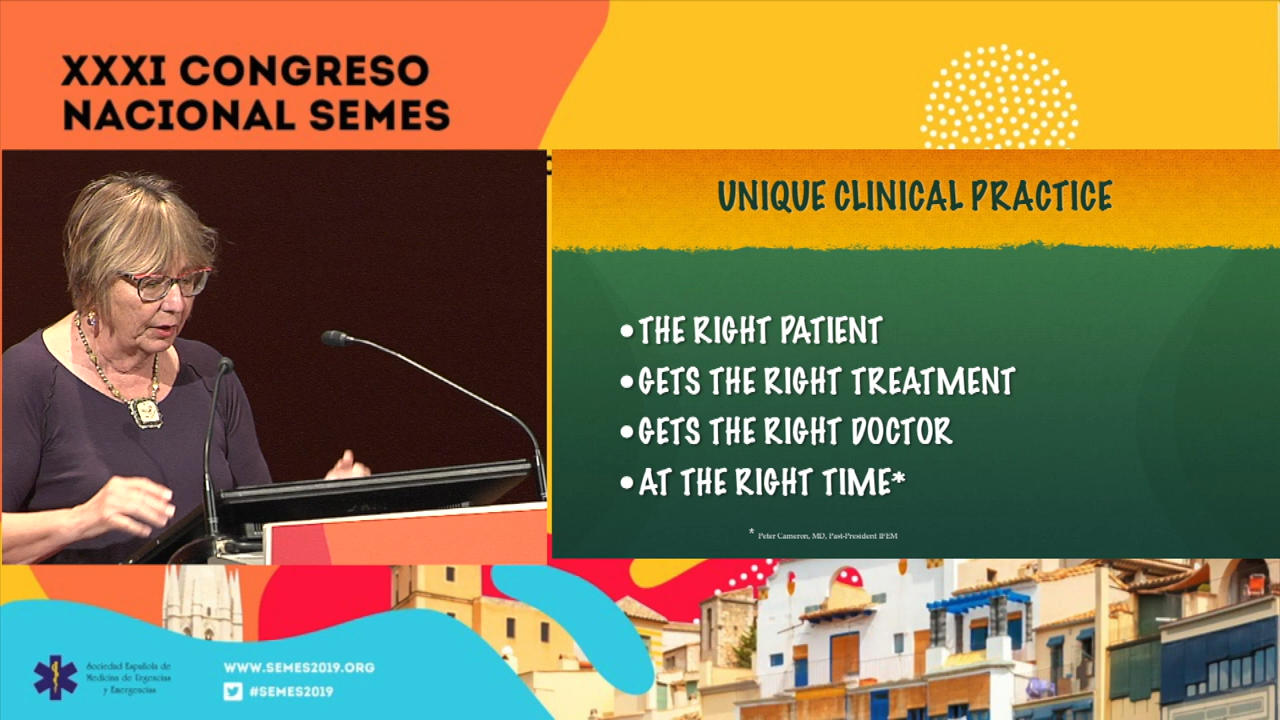 XXXI CONGRESO
NACIONAL SEMES
UNIQUE CLINICAL PRACTICE
•THE RIGHT PATIENT
•GETS THE RIGHT TREATMENT
•GETS THE RIGHT DOCTOR
•AT THE RIGHT TIME*
* Peter Cameron, MD, Past-President IFEM
Sociedad Española de
Medicina de Urgencias
y Emergencias
WWW.SEMES2019.ORG
#SEMES2019